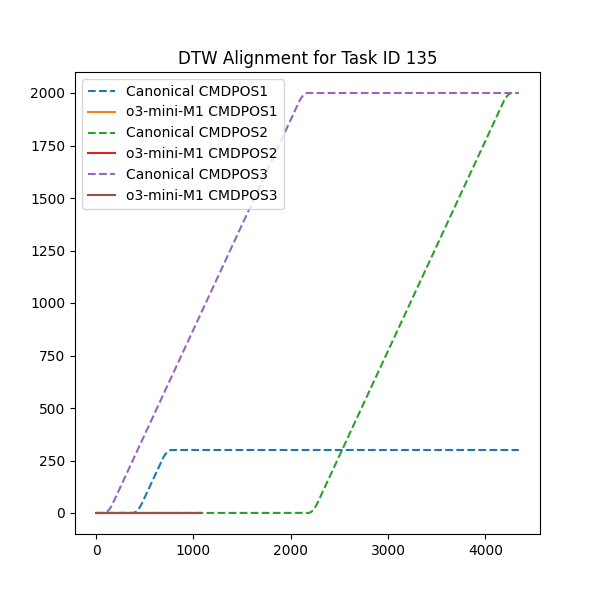 DTW Alignment for Task ID 135
Canonical CMDPOS1
o3-mini-M1 CMDPOS1
Canonical CMDPOS2
o3-mini-M1 CMDPOS2
Canonical CMDPOS3
o3-mini-M1 CMDPOS3
2000
1750
1500
1250
1000
750
500
250
0
0 1000 2000 3000 4000